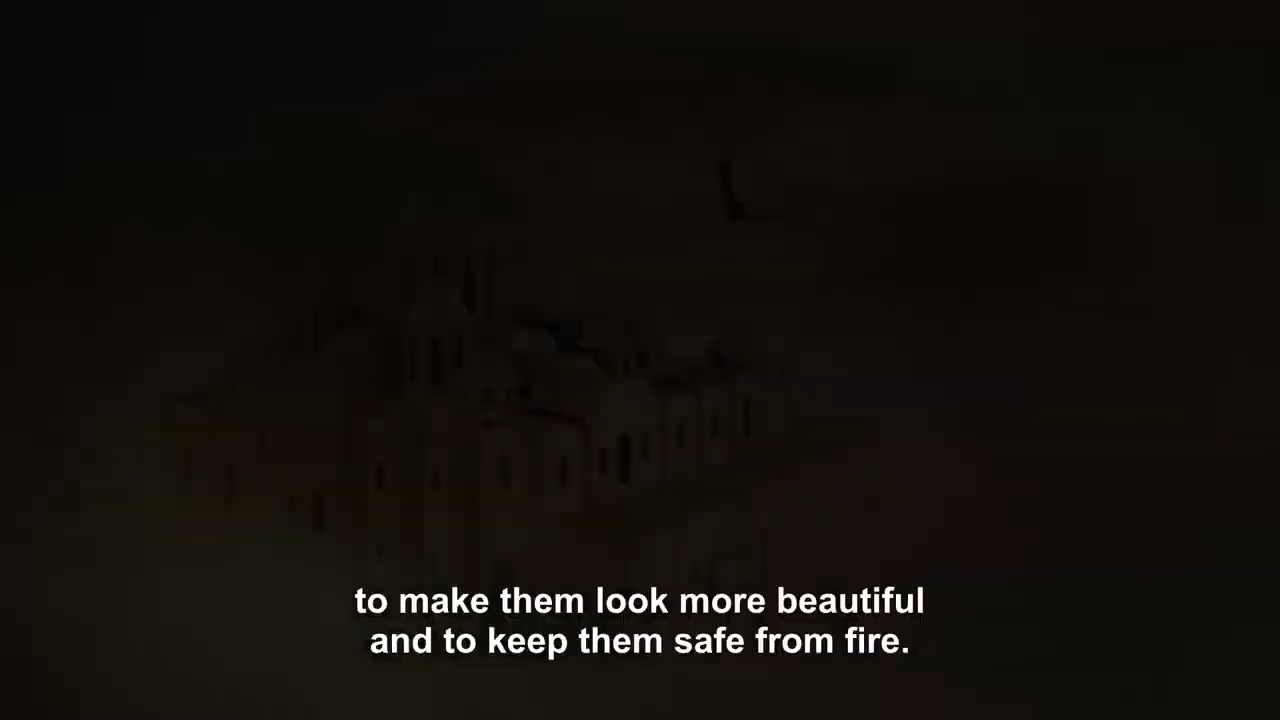 to make them look more beautiful
and to keep them safe from fire.